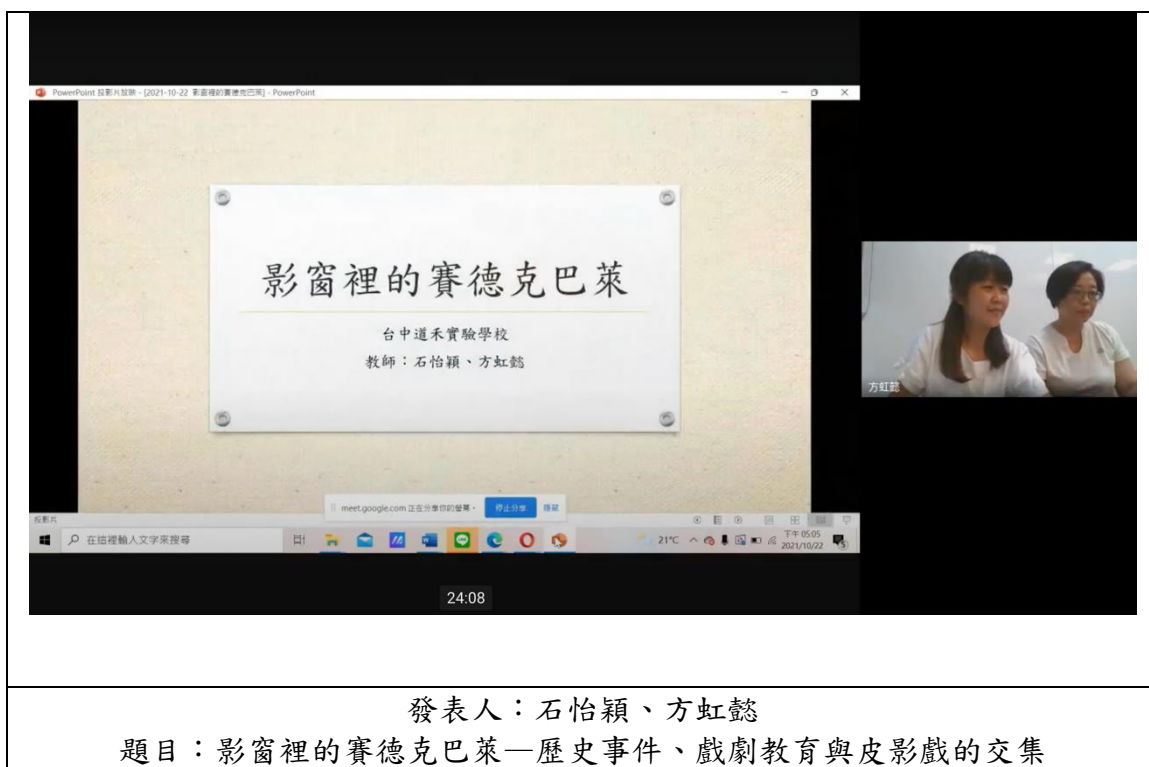 PowerPoint 投影片放映 - [2021-10-22 影窗裡的賽德克巴萊] - PowerPoint
影窗裡的賽德克巴萊
台中道禾實驗學校
教師：石怡穎、方虹懿
方虹懿
meet.google.com 正在分享你的螢幕。 停止分享 隱藏
投影片
在這裡輸入文字來搜尋
21°C
下午 05:05
2021/10/22
5
24:08
發表人：石怡穎、方虹懿
題目：影窗裡的賽德克巴萊—歷史事件、戲劇教育與皮影戲的交集